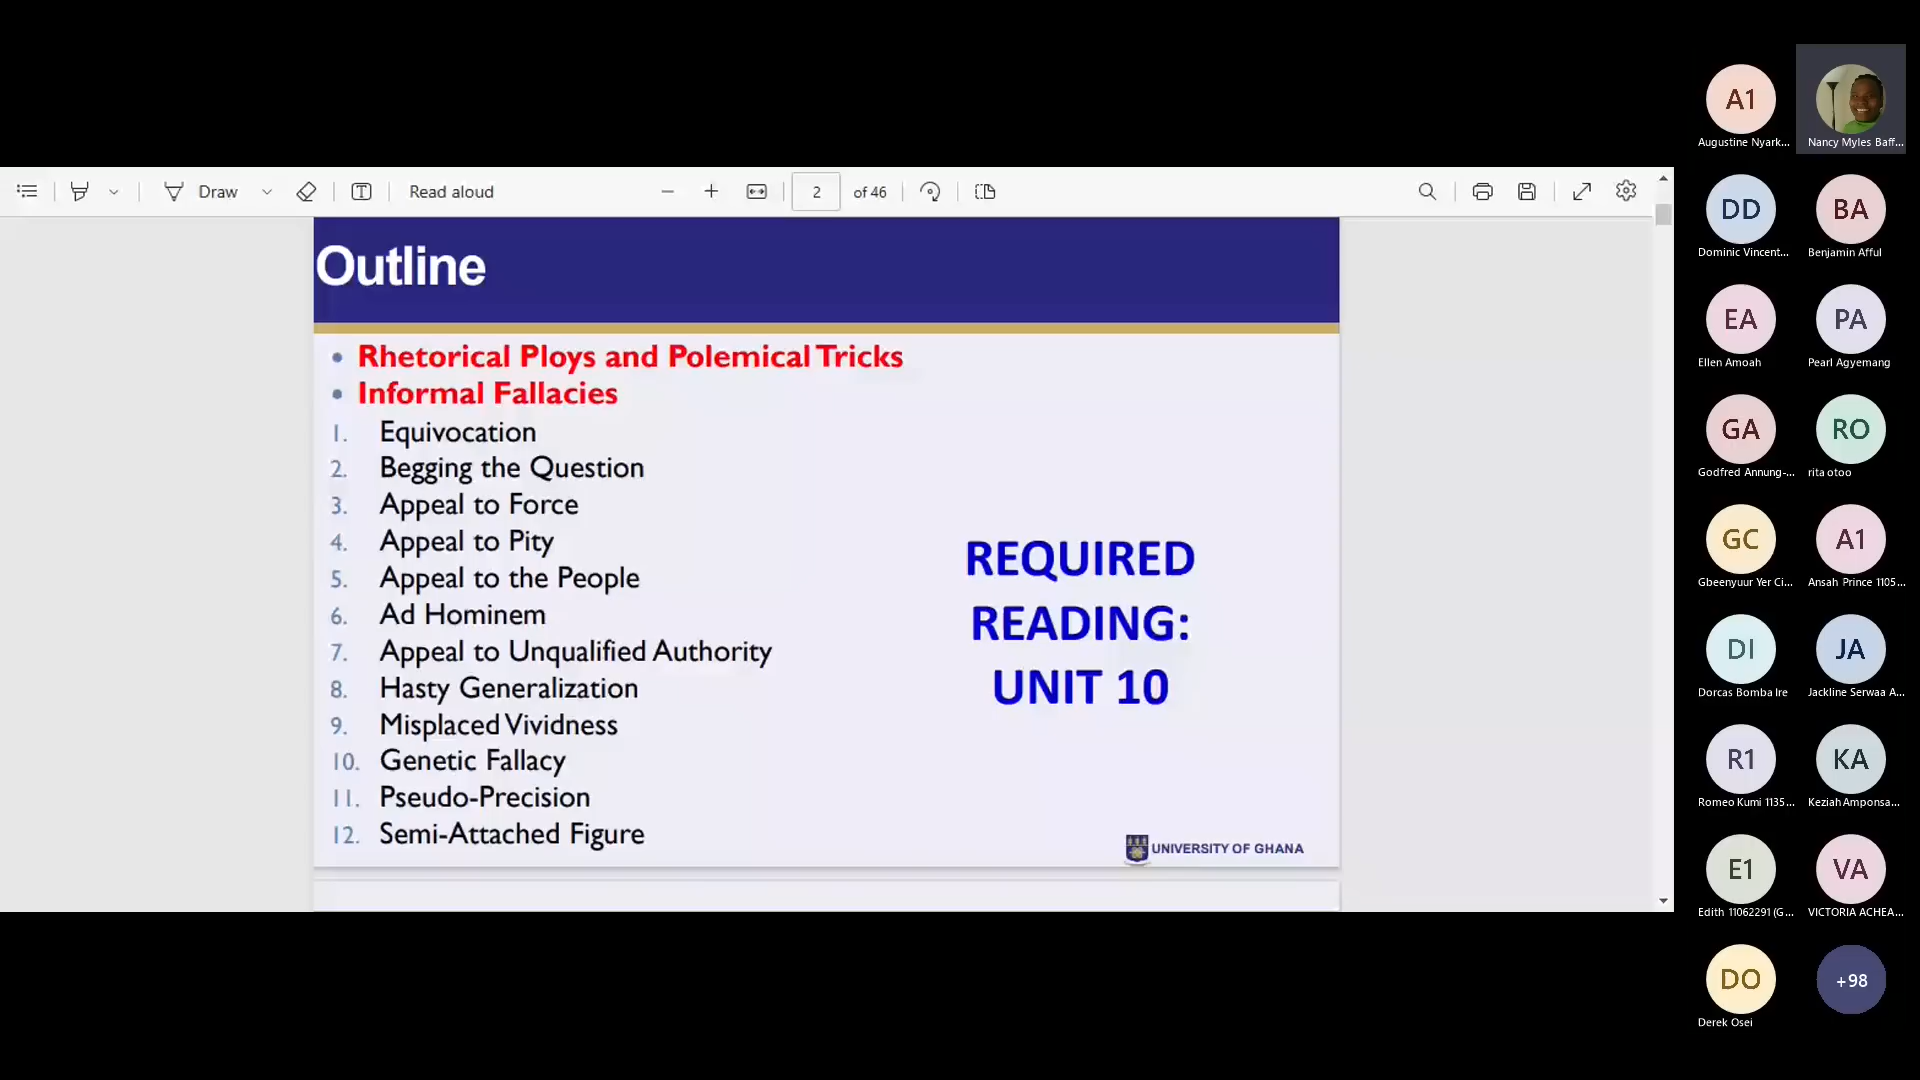 Draw
Read aloud
2
of 46
Outline
• Rhetorical Ploys and Polemical Tricks
• Informal Fallacies
1. Equivocation
2. Begging the Question
3. Appeal to Force
4. Appeal to Pity
5. Appeal to the People
6. Ad Hominem
7. Appeal to Unqualified Authority
8. Hasty Generalization
9. Misplaced Vividness
10. Genetic Fallacy
11. Pseudo-Precision
12. Semi-Attached Figure
REQUIRED
READING:
UNIT 10
UNIVERSITY OF GHANA
A1
Augustine Nyark...
Nancy Myles Baff...
DD
Dominic Vincent...
BA
Benjamin Afful
EA
Ellen Amoah
PA
Pearl Agyemang
GA
Godfred Annung-...
RO
rita otoo
GC
Gbeenyuur Yer Ci...
A1
Ansah Prince 1105...
DI
Dorcas Bomba Ire
JA
Jackline Serwaa A...
R1
Romeo Kumi 1135...
KA
Keziah Amponsa...
E1
Edith 11062291 (G...
VA
VICTORIA ACHEA...
DO
Derek Osei
+98